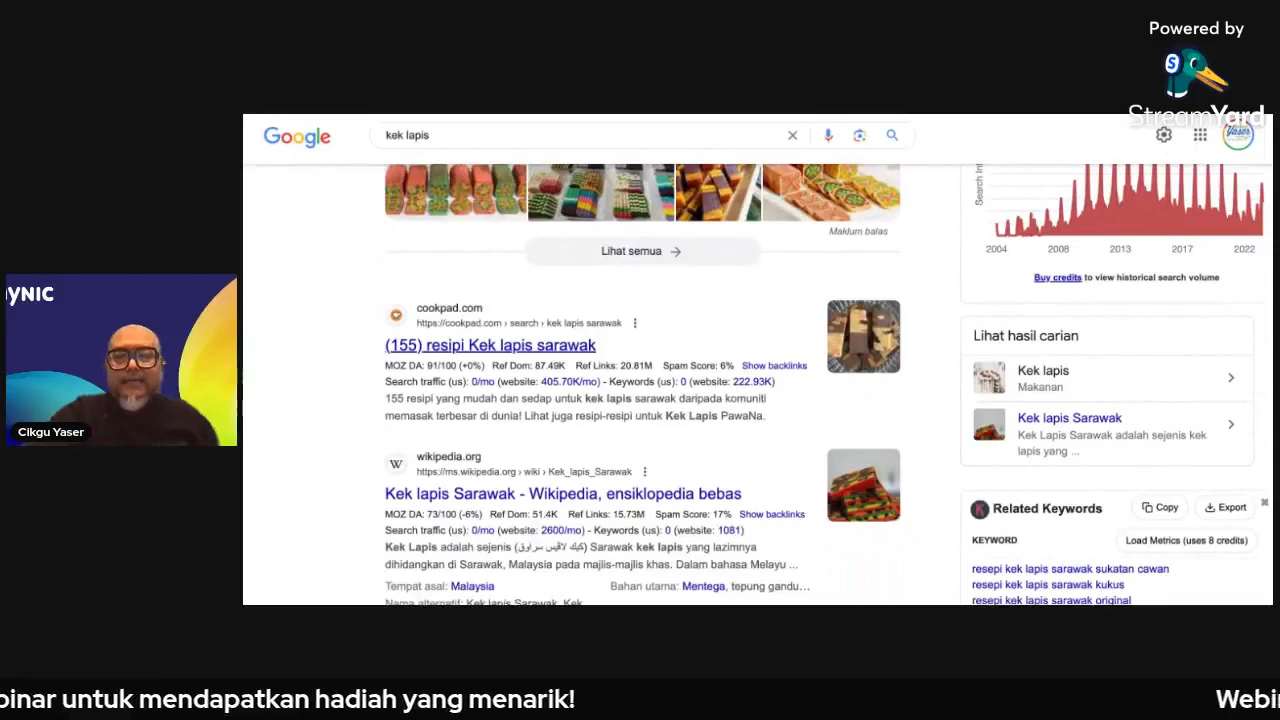 Powered by
StreamYard
Google
kek lapis
Yaser
Maklum balas
Lihat semua
cookpad.com
https://cookpad.com › search › kek lapis sarawak
(155) resipi Kek lapis sarawak
MOZ DA: 91/100 (+0%) Ref Dom: 87.49K Ref Links: 20.81M Spam Score: 6% Show backlinks
Search traffic (us): 0/mo (website: 405.70K/mo) - Keywords (us): 0 (website: 222.93K)
155 resipi yang mudah dan sedap untuk kek lapis sarawak daripada komuniti
memasak terbesar di dunia! Lihat juga resipi-resipi untuk Kek Lapis PawaNa.
W
wikipedia.org
https://ms.wikipedia.org › wiki › Kek_lapis_Sarawak
Kek lapis Sarawak - Wikipedia, ensiklopedia bebas
MOZ DA: 73/100 (-6%) Ref Dom: 51.4K Ref Links: 15.73M Spam Score: 17% Show backlinks
Search traffic (us): 0/mo (website: 2600/mo) - Keywords (us): 0 (website: 1081)
Kek Lapis adalah sejenis (كيك لاڤيس سراوق) Sarawak kek lapis yang lazimnya
dihidangkan di Sarawak, Malaysia pada majlis-majlis khas. Dalam bahasa Melayu ...
Tempat asal: Malaysia
Bahan utama: Mentega, tepung gandu...
Nama alternatif: Kek lapis Sarawak, Kek
Search
2004 2008 2013 2017 2022
Buy credits to view historical search volume
Lihat hasil carian
Kek lapis
Makanan
Kek lapis Sarawak
Kek Lapis Sarawak adalah sejenis kek
lapis yang ...
Related Keywords
Copy
Export
KEYWORD
Load Metrics (uses 8 credits)
resepi kek lapis sarawak sukatan cawan
resepi kek lapis sarawak kukus
resepi kek lapis sarawak original
YNIC
Cikgu Yaser
untuk mendapatkan hadiah yang menarik!